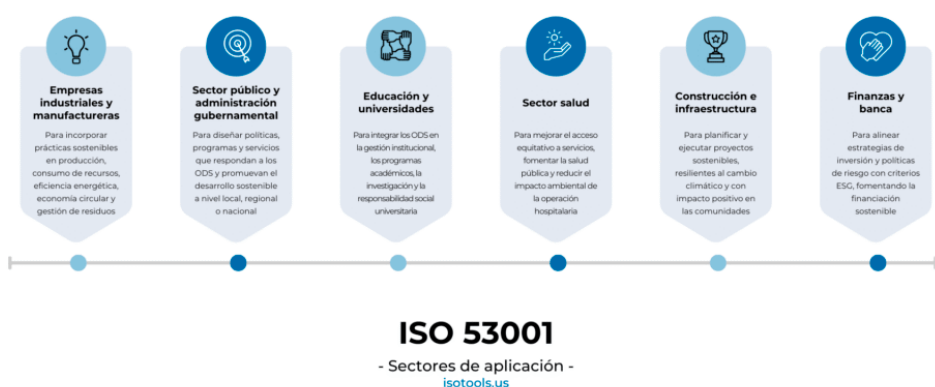 Empresas
industriales y
manufactureras
Para incorporar
prácticas sostenibles
en producción,
consumo de recursos,
eficiencia energética,
economía circular y
gestión de residuos
Sector público y
administración
gubernamental
Para diseñar políticas,
programas y servicios
que respondan a los
ODS y promuevan el
desarrollo sostenible
a nivel local, regional
o nacional
Educación y
universidades
Para integrar los ODS en
la gestión institucional,
los programas
académicos, la
investigación y la
responsabilidad social
universitaria
Sector salud
Para mejorar el acceso
equitativo a servicios,
fomentar la salud
pública y reducir el
impacto ambiental de
la operación
hospitalaria
Construcción e
infraestructura
Para planificar y
ejecutar proyectos
sostenibles,
resilientes al cambio
climático y con
impacto positivo en
las comunidades
Finanzas y
banca
Para alinear
estrategias de
inversión y políticas
de riesgo con criterios
ESG, fomentando la
financiación
sostenible
ISO 53001
- Sectores de aplicación -
isotools.us